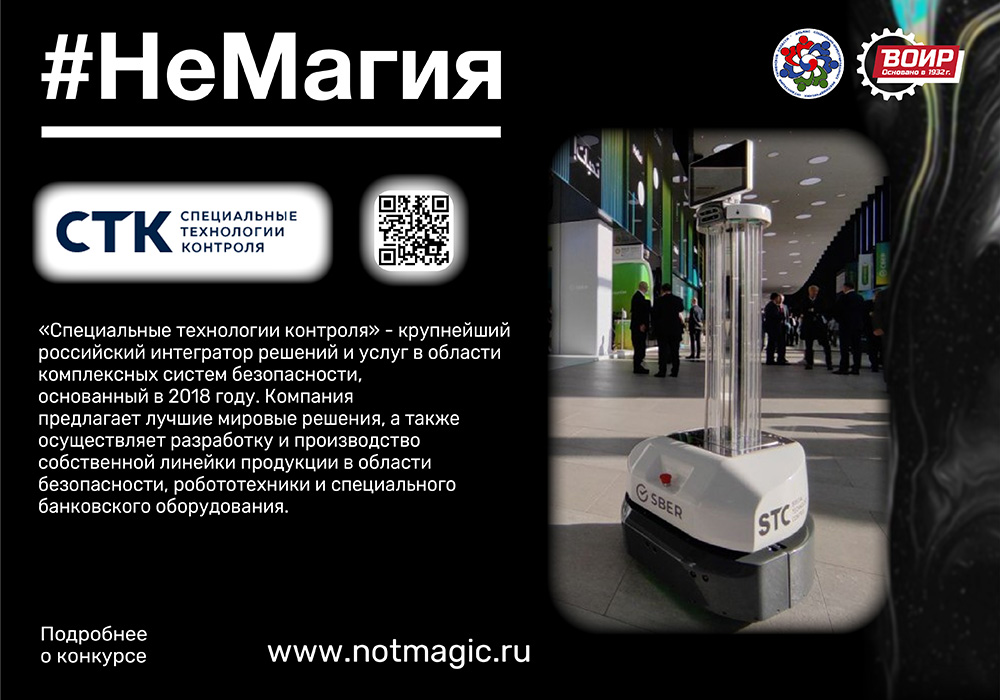 #НеМагия
ВОИР
Основано в 1932 г.
СТК
СПЕЦИАЛЬНЫЕ
ТЕХНОЛОГИИ
КОНТРОЛЯ
«Специальные технологии контроля» - крупнейший
российский интегратор решений и услуг в области
комплексных систем безопасности,
основанный в 2018 году. Компания
предлагает лучшие мировые решения, а также
осуществляет разработку и производство
собственной линейки продукции в области
безопасности, робототехники и специального
банковского оборудования.
SBER
STC
Подробнее
о конкурсе
www.notmagic.ru